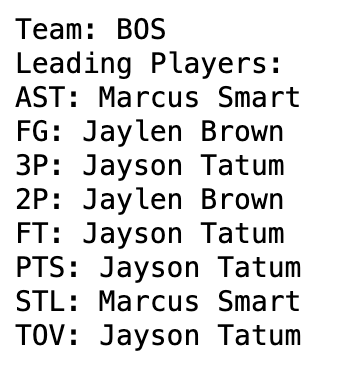 Team: BOS
Leading Players:
AST: Marcus Smart
FG: Jaylen Brown
3P: Jayson Tatum
2P: Jaylen Brown
FT: Jayson Tatum
PTS: Jayson Tatum
STL: Marcus Smart
TOV: Jayson Tatum